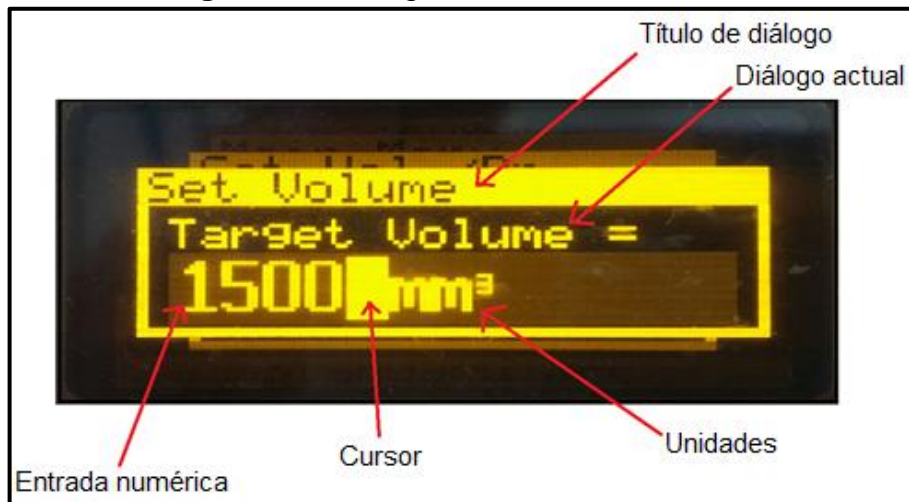 Título de diálogo
Diálogo actual
Set Volume
Target Volume =
1500 mm³
Cursor
Unidades
Entrada numérica